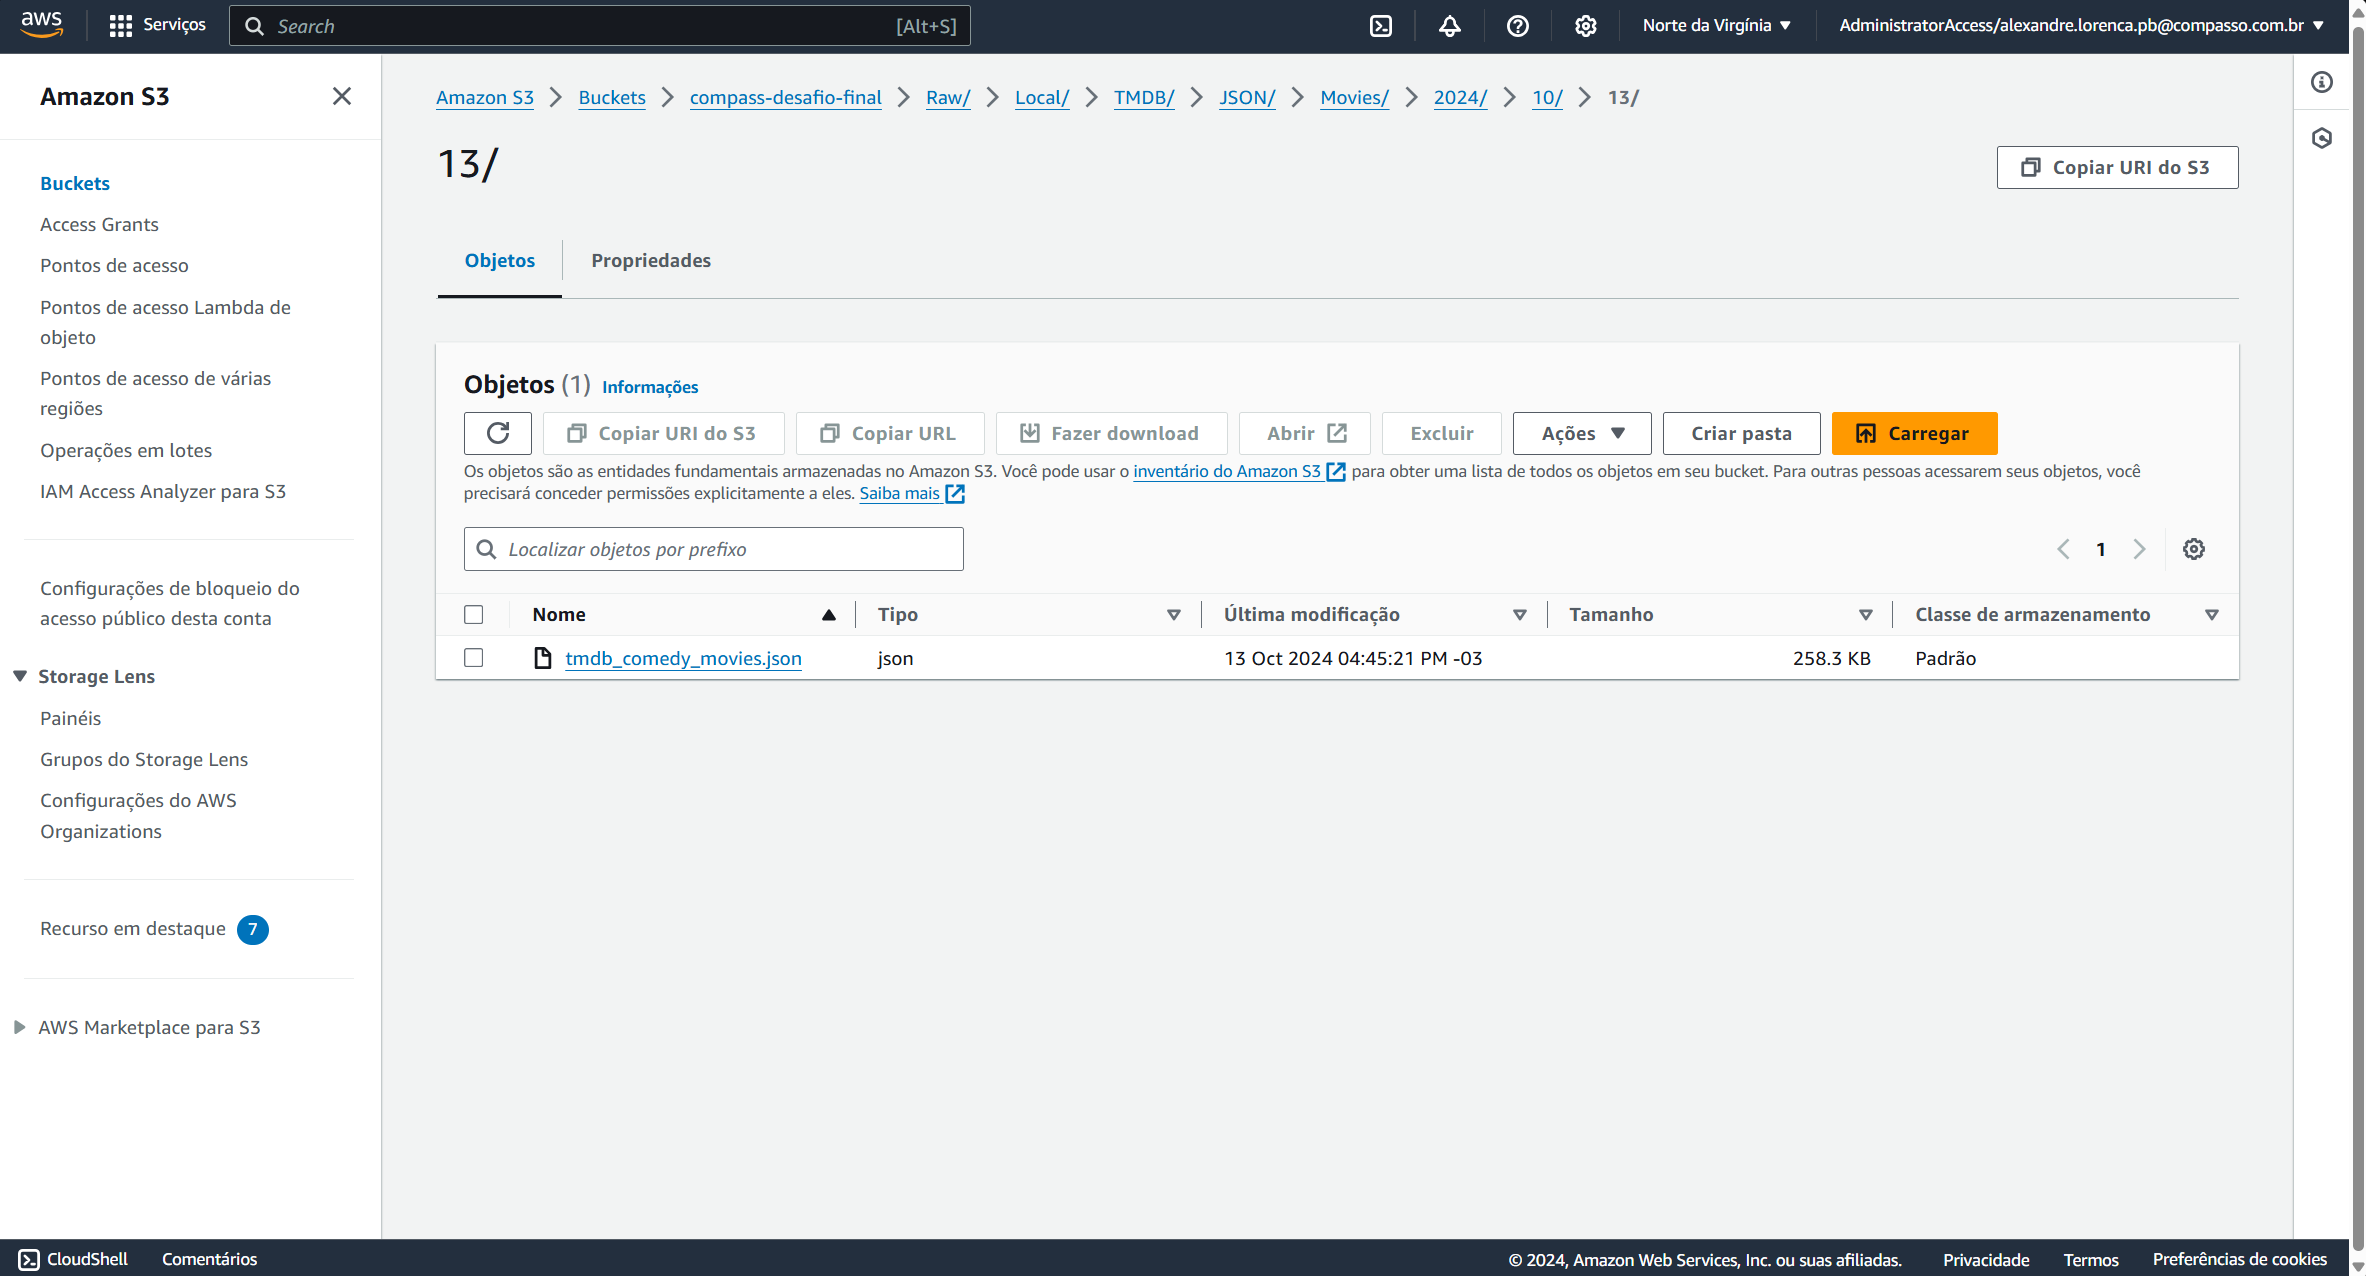 aws Serviços Search [Alt+S] Norte da Virgínia AdministratorAccess/alexandre.lorenca.pb@compasso.com.br
Amazon S3
Buckets
Access Grants
Pontos de acesso
Pontos de acesso Lambda de
objeto
Pontos de acesso de várias
regiões
Operações em lotes
IAM Access Analyzer para S3
Configurações de bloqueio do
acesso público desta conta
Storage Lens
Painéis
Grupos do Storage Lens
Configurações do AWS
Organizations
Recurso em destaque 7
AWS Marketplace para S3
Amazon S3 Buckets compass-desafio-final Raw/ Local/ TMDB/ JSON/ Movies/ 2024/ 10/ 13/
13/
Copiar URI do S3
Objetos Propriedades
Objetos (1) Informações
Copiar URI do S3 Copiar URL Fazer download Abrir Excluir Ações Criar pasta Carregar
Os objetos são as entidades fundamentais armazenadas no Amazon S3. Você pode usar o inventário do Amazon S3 para obter uma lista de todos os objetos em seu bucket. Para outras pessoas acessarem seus objetos, você
precisará conceder permissões explicitamente a eles. Saiba mais
Localizar objetos por prefixo 1
Nome Tipo Última modificação Tamanho Classe de armazenamento
tmdb_comedy_movies.json json 13 Oct 2024 04:45:21 PM -03 258.3 KB Padrão
CloudShell Comentários © 2024, Amazon Web Services, Inc. ou suas afiliadas. Privacidade Termos Preferências de cookies